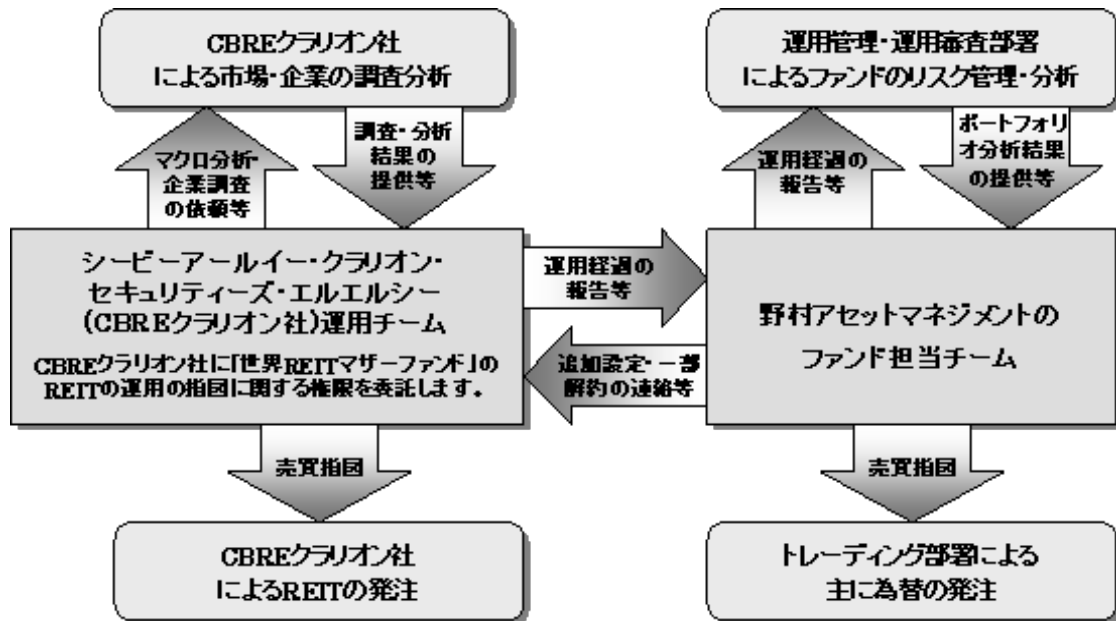 CBREクラリオン社
による市場・企業の調査分析
運用管理・運用審査部署
によるファンドのリスク管理・分析
マクロ分析・
企業調査
の依頼等
調査・分析
結果の
提供等
運用経過の
報告等
ポートフォリ
オ分析結果
の提供等
シービーアールイー・クラリオン・
セキュリティーズ・エルエルシー
(CBREクラリオン社)運用チーム
CBREクラリオン社に「世界REITマザーファンド」の
REITの運用の指図に関する権限を委託します。
運用経過の
報告等
追加設定・一部
解約の連絡等
野村アセットマネジメントの
ファンド担当チーム
売買指図
売買指図
CBREクラリオン社
によるREITの発注
トレーディング部署による
主に為替の発注